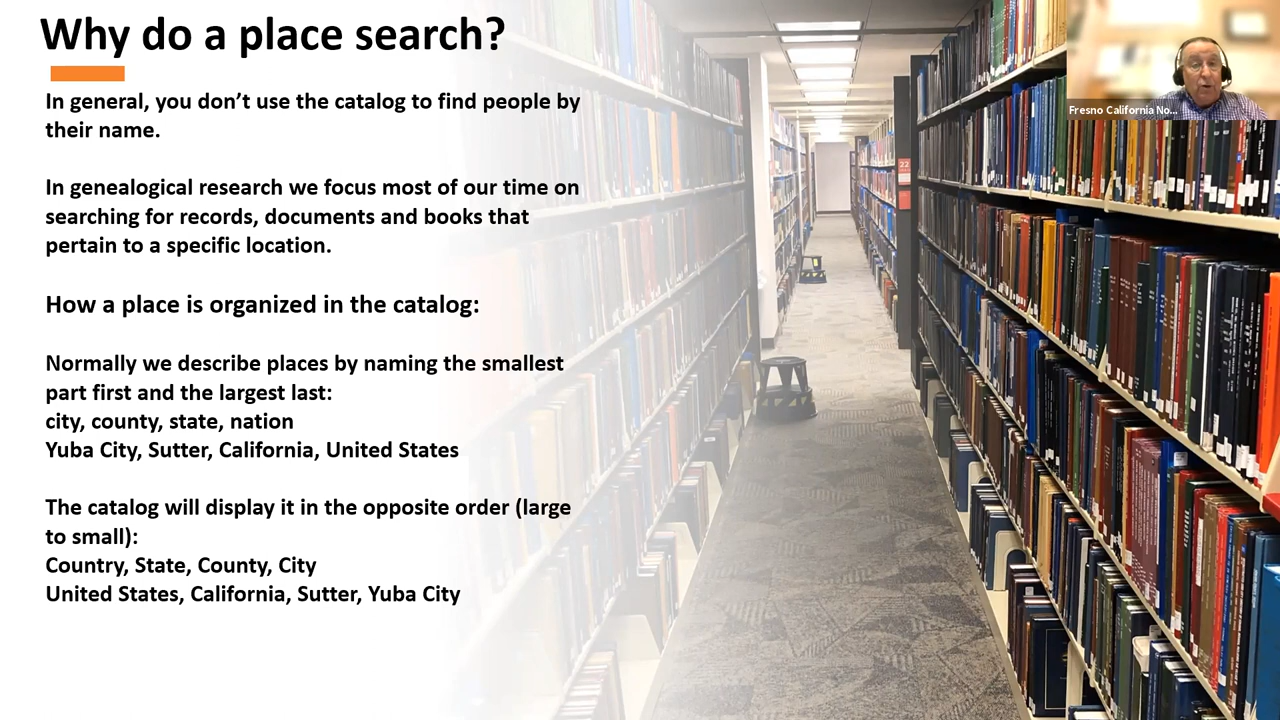 Why do a place search?
In general, you don’t use the catalog to find people by
their name.
In genealogical research we focus most of our time on
searching for records, documents and books that
pertain to a specific location.
How a place is organized in the catalog:
Normally we describe places by naming the smallest
part first and the largest last:
city, county, state, nation
Yuba City, Sutter, California, United States
The catalog will display it in the opposite order (large
to small):
Country, State, County, City
United States, California, Sutter, Yuba City
Fresno California No...
22